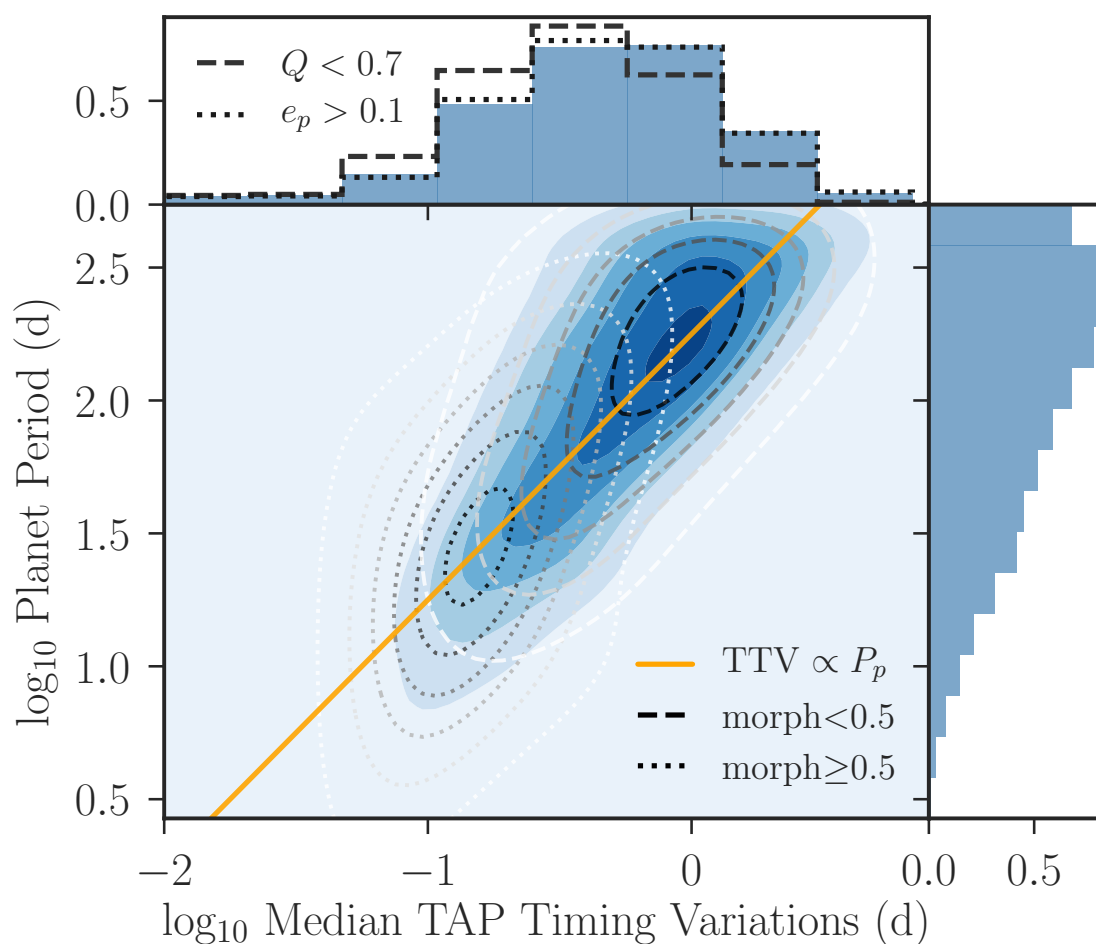 Q < 0.7
e_p > 0.1
0.5
0.0
2.5
2.0
1.5
1.0
0.5
log₁₀ Planet Period (d)
TTV ∝ P_p
morph<0.5
morph≥0.5
−2
−1
0
0.0
0.5
log₁₀ Median TAP Timing Variations (d)